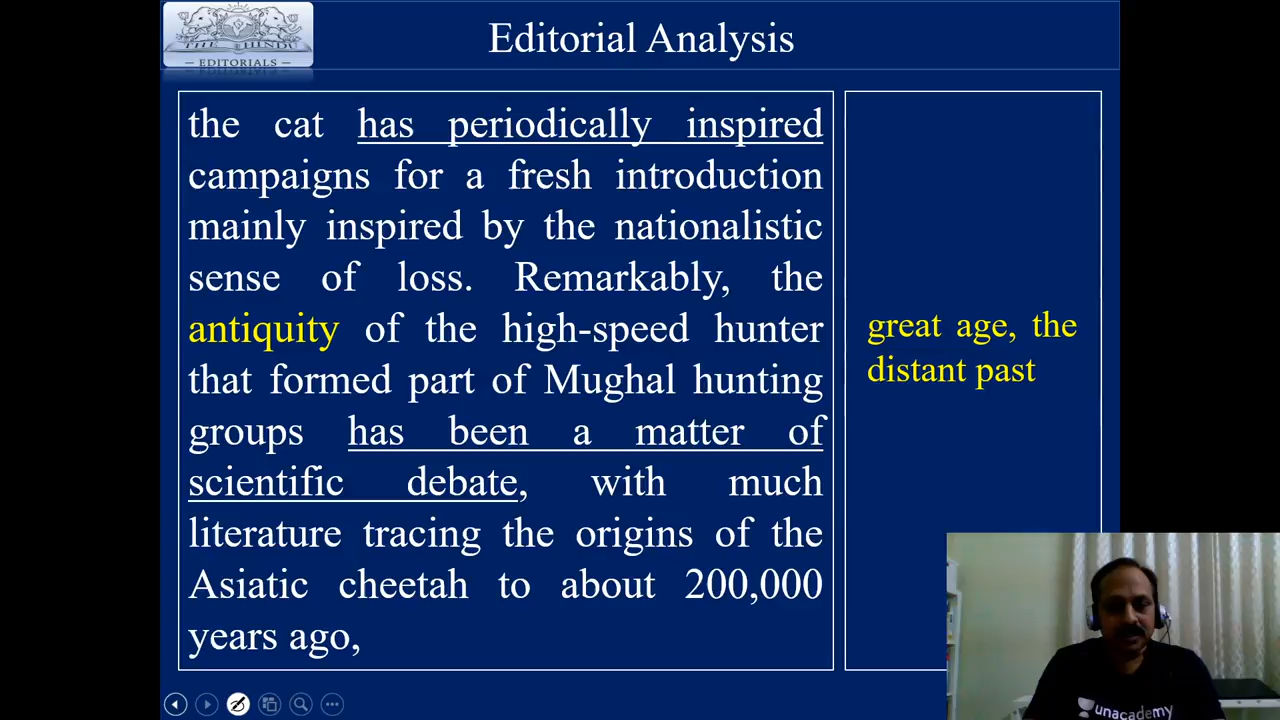 THE HINDU
— EDITORIALS —
Editorial Analysis
the cat has periodically inspired
campaigns for a fresh introduction
mainly inspired by the nationalistic
sense of loss. Remarkably, the
antiquity of the high-speed hunter
that formed part of Mughal hunting
groups has been a matter of
scientific debate, with much
literature tracing the origins of the
Asiatic cheetah to about 200,000
years ago,
great age, the
distant past
unacademy